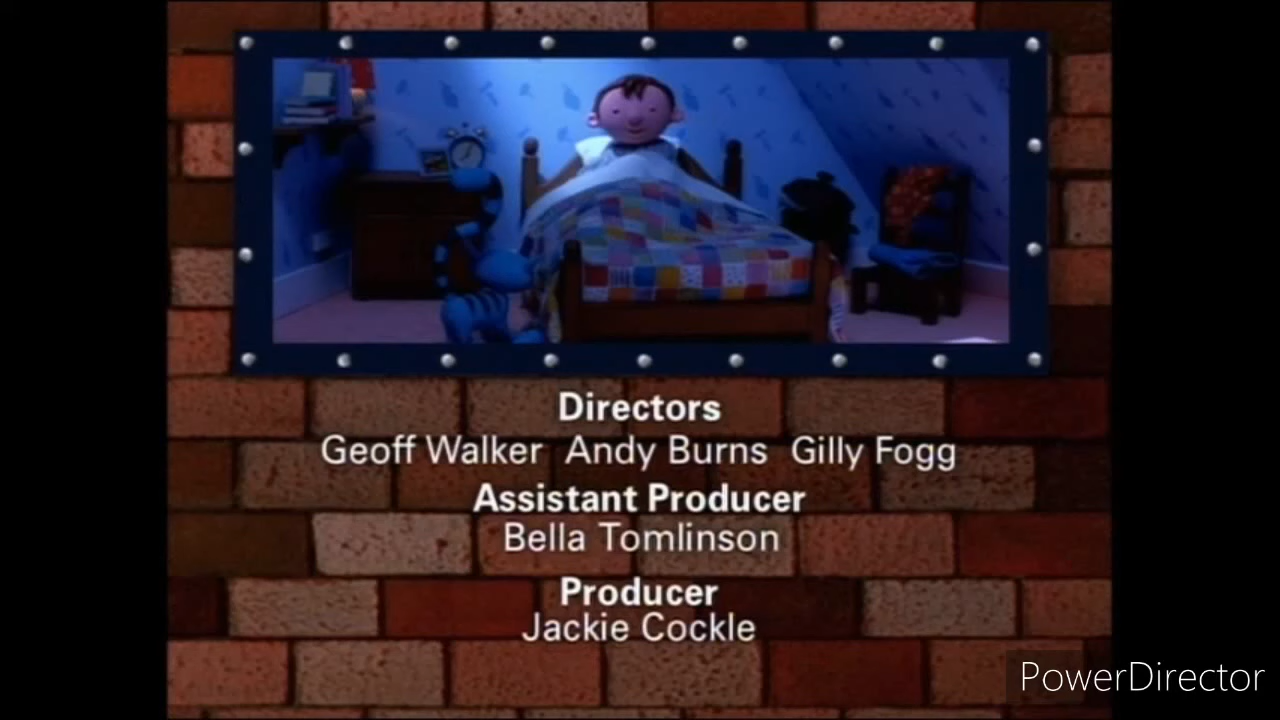 Directors
Geoff Walker Andy Burns Gilly Fogg
Assistant Producer
Bella Tomlinson
Producer
Jackie Cockle
PowerDirector